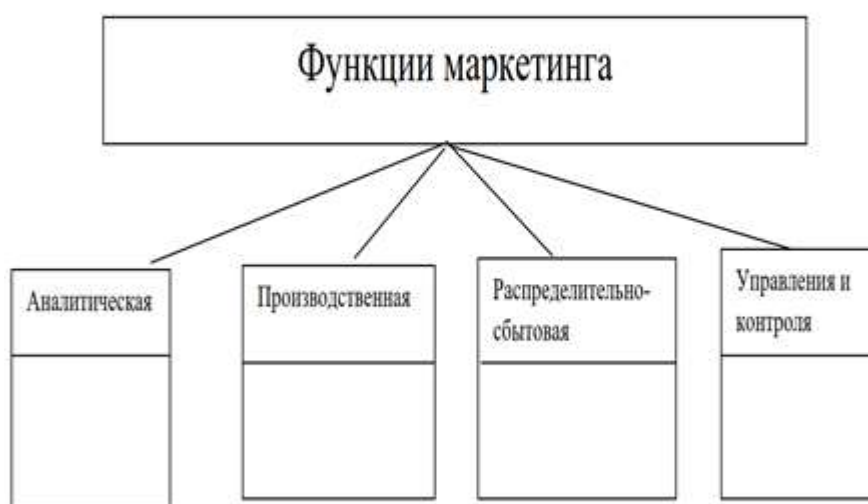 Функции маркетинга
Аналитическая
Производственная
Распределительно-
сбытовая
Управления и
контроля